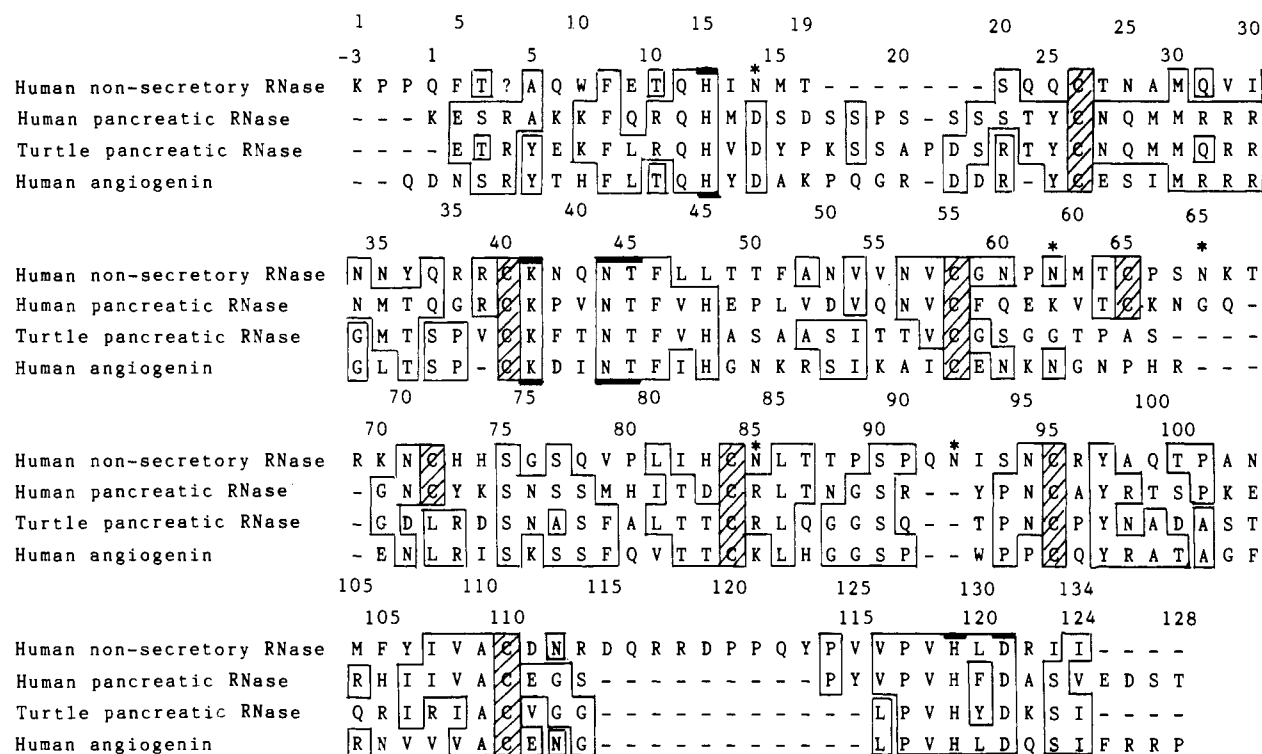 1 5 10 15 19 20 25 30
-3 1 5 10 15 20 25 30
*
Human non-secretory RNase K P P Q F T ? A Q W F E T Q H I N M T - - - - - - - S Q Q C T N A M Q V I
Human pancreatic RNase - - - K E S R A K K F Q R Q H M D S D S S P S - S S S T Y C N Q M M R R R
Turtle pancreatic RNase - - - - E T R Y E K F L R Q H V D Y P K S S A P D S R T Y C N Q M M Q R R
Human angiogenin - - Q D N S R Y T H F L T Q H Y D A K P Q G R - D D R - Y C E S I M R R R
35 40 45 50 55 60 65
35 40 45 50 55 60 65
* *
Human non-secretory RNase N N Y Q R R C K N Q N T F L L T T F A N V V N V C G N P N M T C P S N K T
Human pancreatic RNase N M T Q G R C K P V N T F V H E P L V D V Q N V C F Q E K V T C K N G Q -
Turtle pancreatic RNase G M T S P V C K F T N T F V H A S A A S I T T V C G S G G T P A S - - - -
Human angiogenin G L T S P - C K D I N T F I H G N K R S I K A I C E N K N G N P H R - - -
70 75 80 85 90 95 100
70 75 80 85 90 95 100
* *
Human non-secretory RNase R K N C H H S G S Q V P L I H C N L T T P S P Q N I S N C R Y A Q T P A N
Human pancreatic RNase - G N C Y K S N S S M H I T D C R L T N G S R - - Y P N C A Y R T S P K E
Turtle pancreatic RNase - G D L R D S N A S F A L T T C R L Q G G S Q - - T P N C P Y N A D A S T
Human angiogenin - E N L R I S K S S F Q V T T C K L H G G S P - - W P P C Q Y R A T A G F
105 110 115 120 125 130 134
105 110 115 120 124 128
Human non-secretory RNase M F Y I V A C D N R D Q R R D P P Q Y P V V P V H L D R I I - - - -
Human pancreatic RNase R H I I V A C E G S - - - - - - - - - P Y V P V H F D A S V E D S T
Turtle pancreatic RNase Q R I R I A C V G G - - - - - - - - - - - L P V H Y D K S I - - - -
Human angiogenin R N V V V A C E N G - - - - - - - - - - - L P V H L D Q S I F R R P